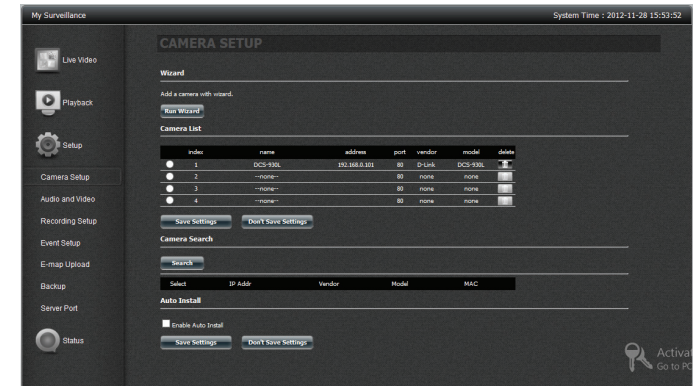 My Surveillance System Time : 2012-11-28 15:53:52
CAMERA SETUP
Live Video
Wizard
Add a camera with wizard.
Playback
Run Wizard
Camera List
Setup
index name address port vendor model delete
1 DCS-930L 192.168.0.101 80 D-Link DCS-930L
Camera Setup
2 --none-- 80 none none
3 --none-- 80 none none
Audio and Video
4 --none-- 80 none none
Recording Setup
Save Settings Don't Save Settings
Camera Search
Event Setup
E-map Upload
Search
Backup
Select IP Addr Vendor Model MAC
Auto Install
Server Port
Enable Auto Install
Status
Save Settings Don't Save Settings
Activat
Go to PC